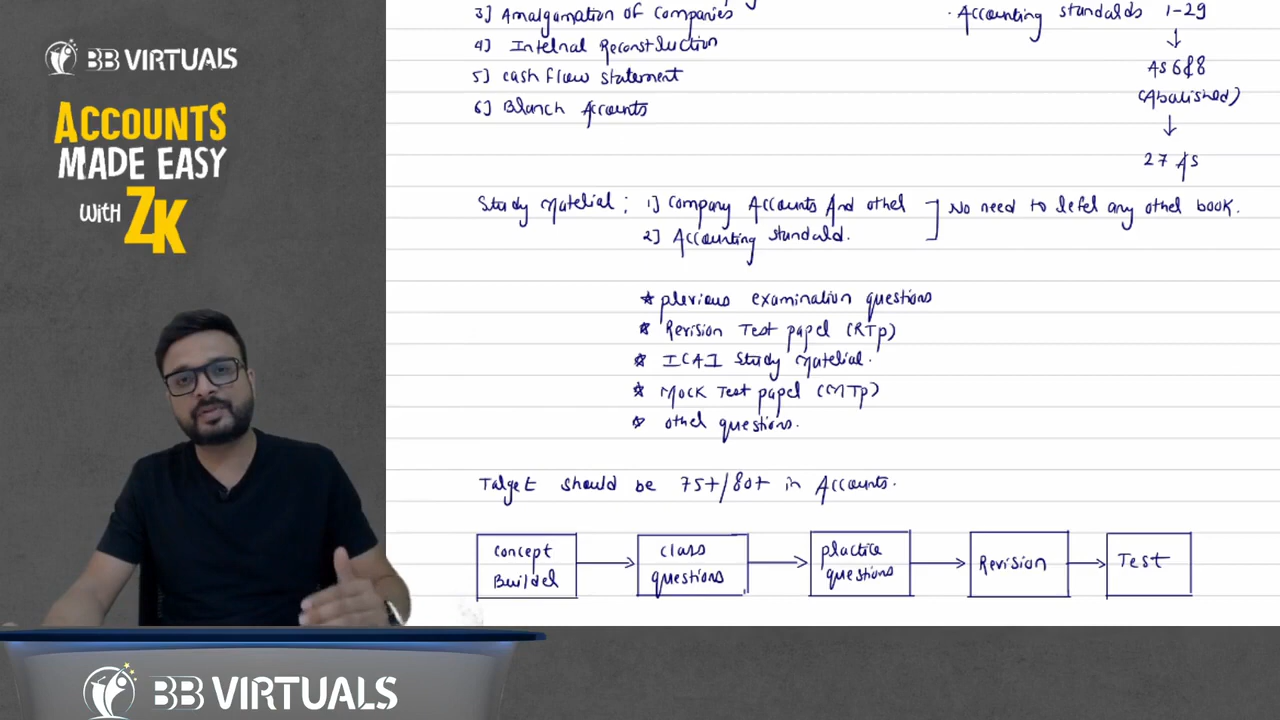 BB VIRTUALS
ACCOUNTS
MADE EASY
with ZK
3] Amalgamation of Companies
4] Internal Reconstruction
5] cash flow statement
6] Branch Accounts
· Accounting standards 1-29
↓
AS 6&8
(Abolished)
↓
27 AS
Study Material : 1] Company Accounts And other
2] Accounting standard.
] No need to refer any other book.
☆ previous examination questions
☆ Revision Test paper (RTP)
☆ ICAI Study Material.
☆ Mock Test paper (MTP)
☆ other questions.
Target should be 75+/80+ in Accounts.
Concept Builder → class questions → practice questions → Revision → Test
BB VIRTUALS